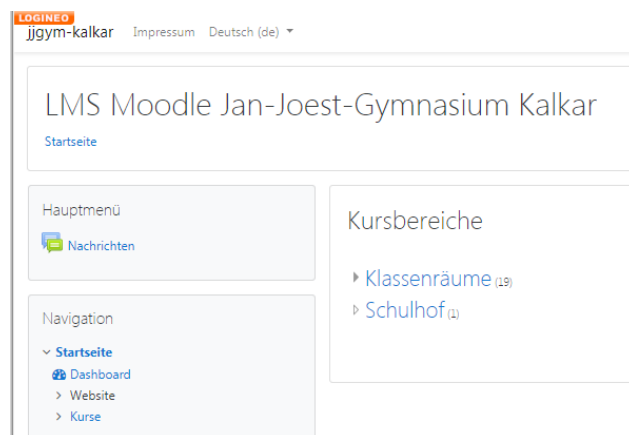 LOGINEO
jjgym-kalkar Impressum Deutsch (de)
LMS Moodle Jan-Joest-Gymnasium Kalkar
Startseite
Hauptmenü
Nachrichten
Navigation
Startseite
Dashboard
Website
Kurse
Kursbereiche
Klassenräume (19)
Schulhof (1)